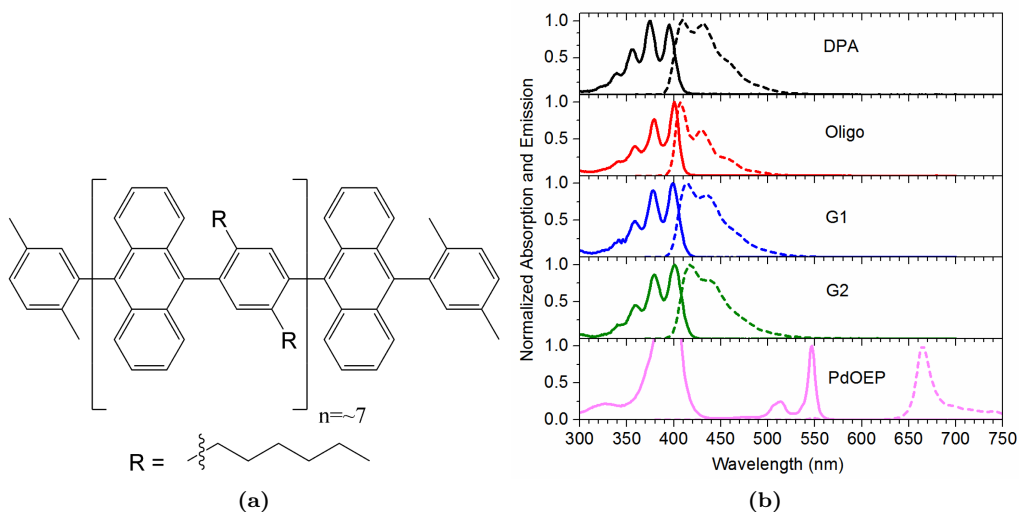 R
R
n=~7
R =
(a)
Normalized Absorption and Emission
1.0
0.5
DPA
1.0
0.5
Oligo
1.0
0.5
G1
1.0
0.5
G2
1.0
0.5
0.0
PdOEP
300 350 400 450 500 550 600 650 700 750
Wavelength (nm)
(b)